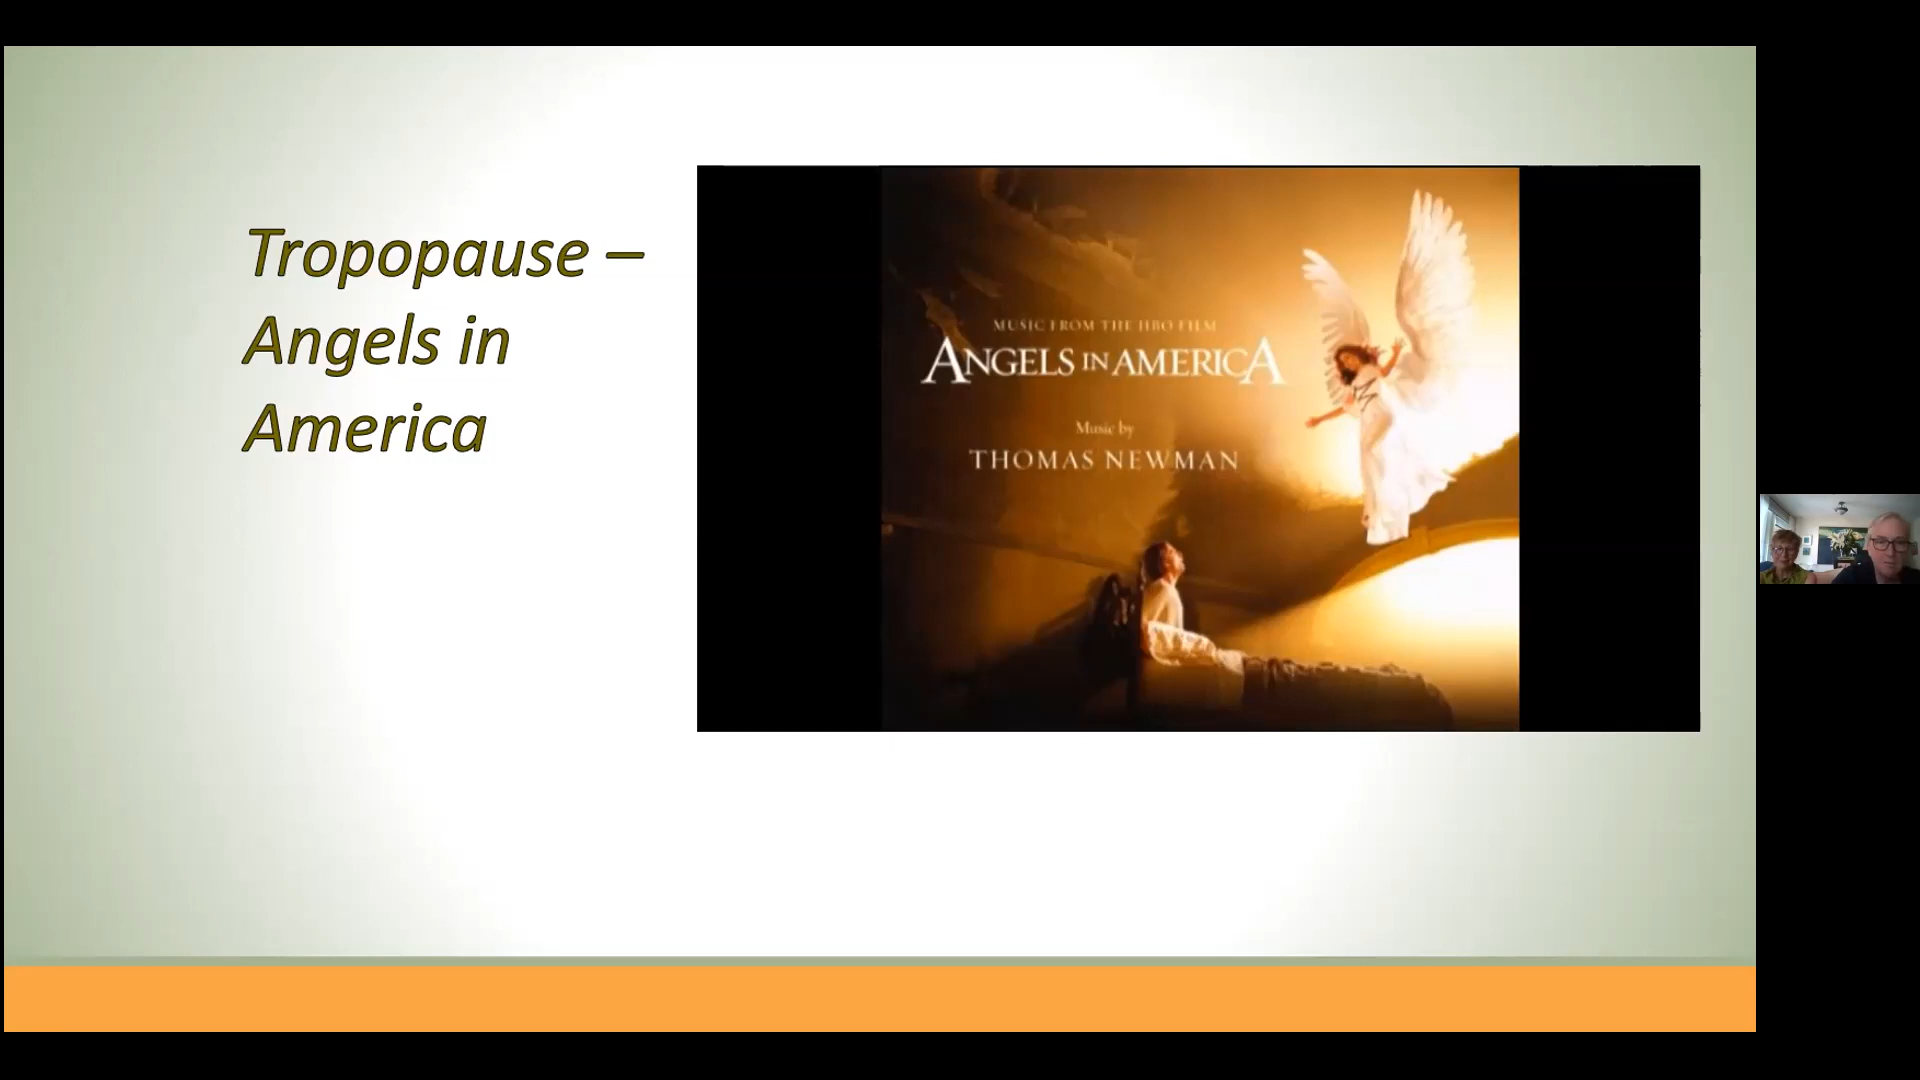 Tropopause –
Angels in
America
MUSIC FROM THE HBO FILM
ANGELS IN AMERICA
Music by
THOMAS NEWMAN